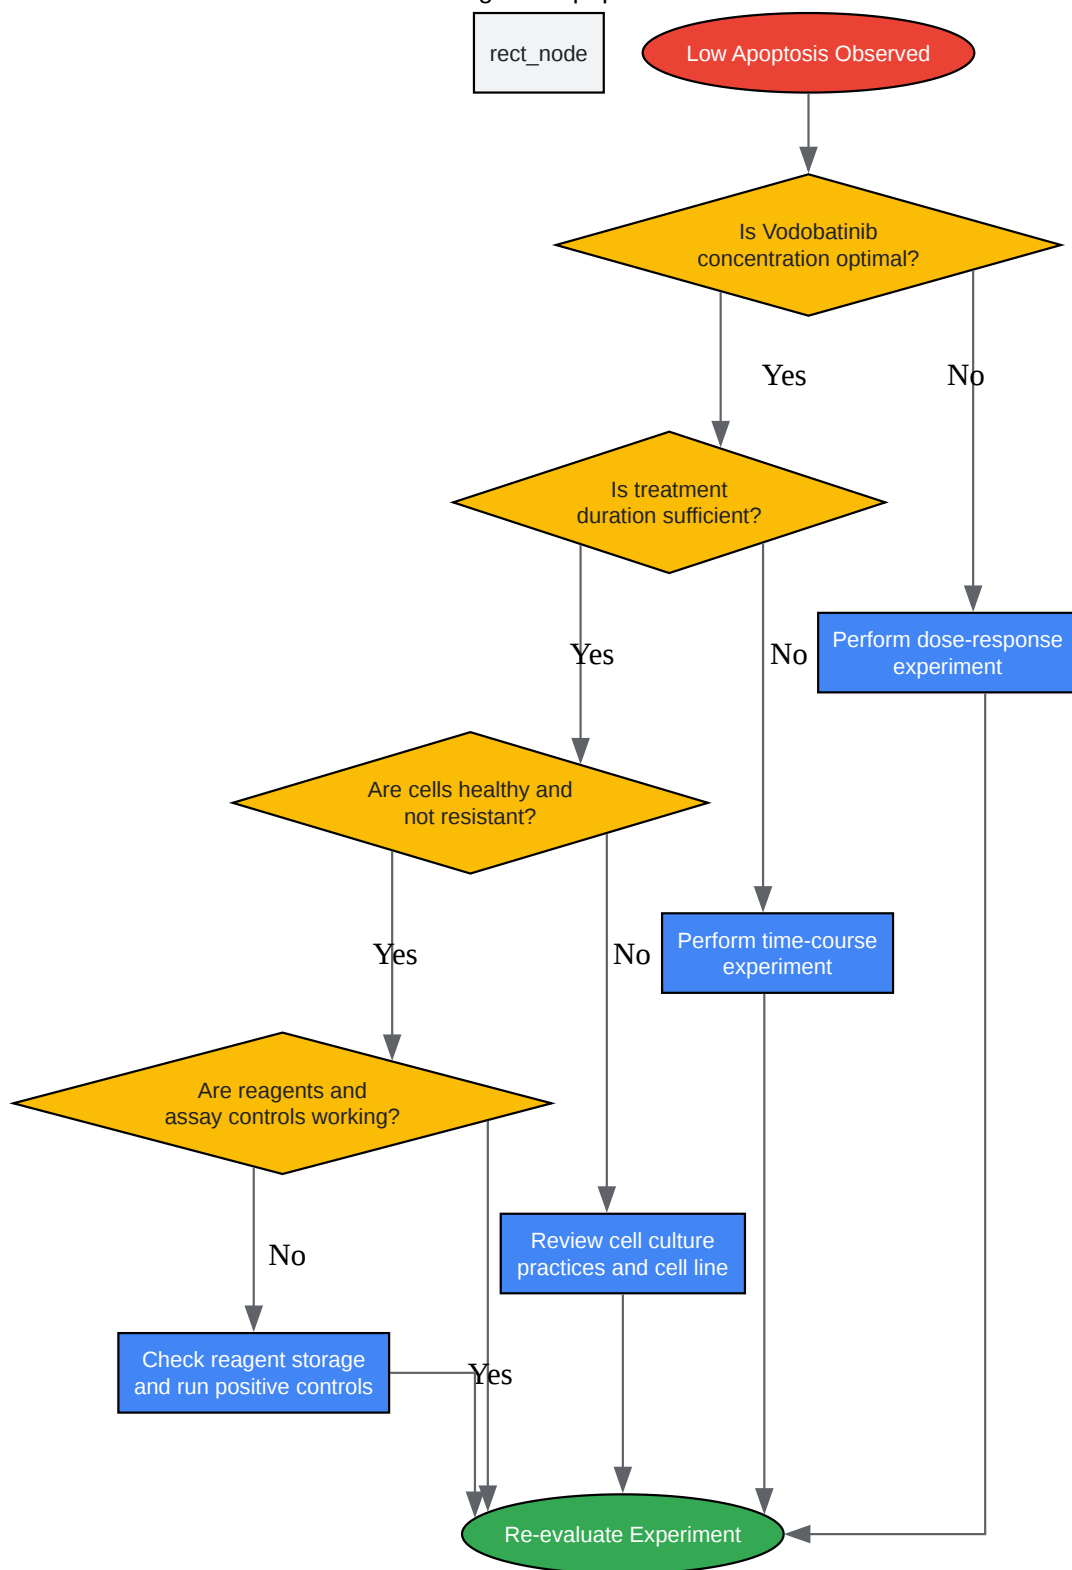 rect_node
Low Apoptosis Observed
Is Vodobatinib
concentration optimal?
Yes
No
Is treatment
duration sufficient?
Yes
No
Perform dose-response
experiment
Are cells healthy and
not resistant?
Yes
No
Perform time-course
experiment
Are reagents and
assay controls working?
No
Review cell culture
practices and cell line
Check reagent storage
and run positive controls
Yes
Re-evaluate Experiment